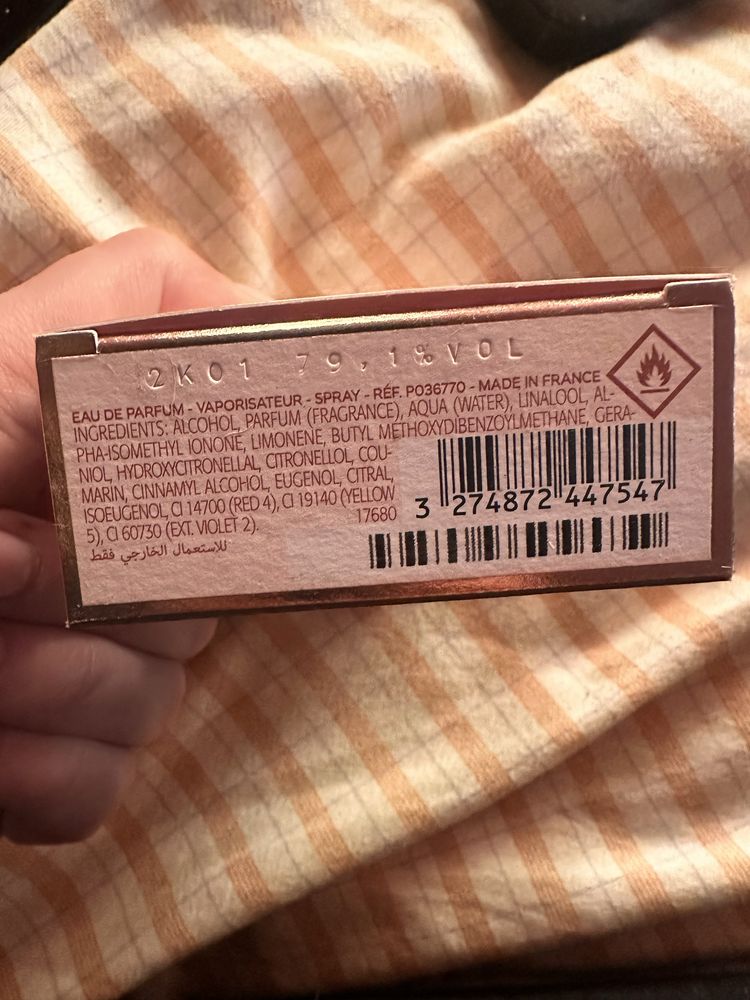 2K01 79,1%VOL
EAU DE PARFUM - VAPORISATEUR - SPRAY - RÉF. P036770 - MADE IN FRANCE
INGREDIENTS: ALCOHOL, PARFUM (FRAGRANCE), AQUA (WATER), LINALOOL, AL-
PHA-ISOMETHYL IONONE, LIMONENE, BUTYL METHOXYDIBENZOYLMETHANE, GERA-
NIOL, HYDROXYCITRONELLAL, CITRONELLOL, COU-
MARIN, CINNAMYL ALCOHOL, EUGENOL, CITRAL,
ISOEUGENOL, CI 14700 (RED 4), CI 19140 (YELLOW
5), CI 60730 (EXT. VIOLET 2).
17680
للاستعمال الخارجي فقط
3 274872 447547